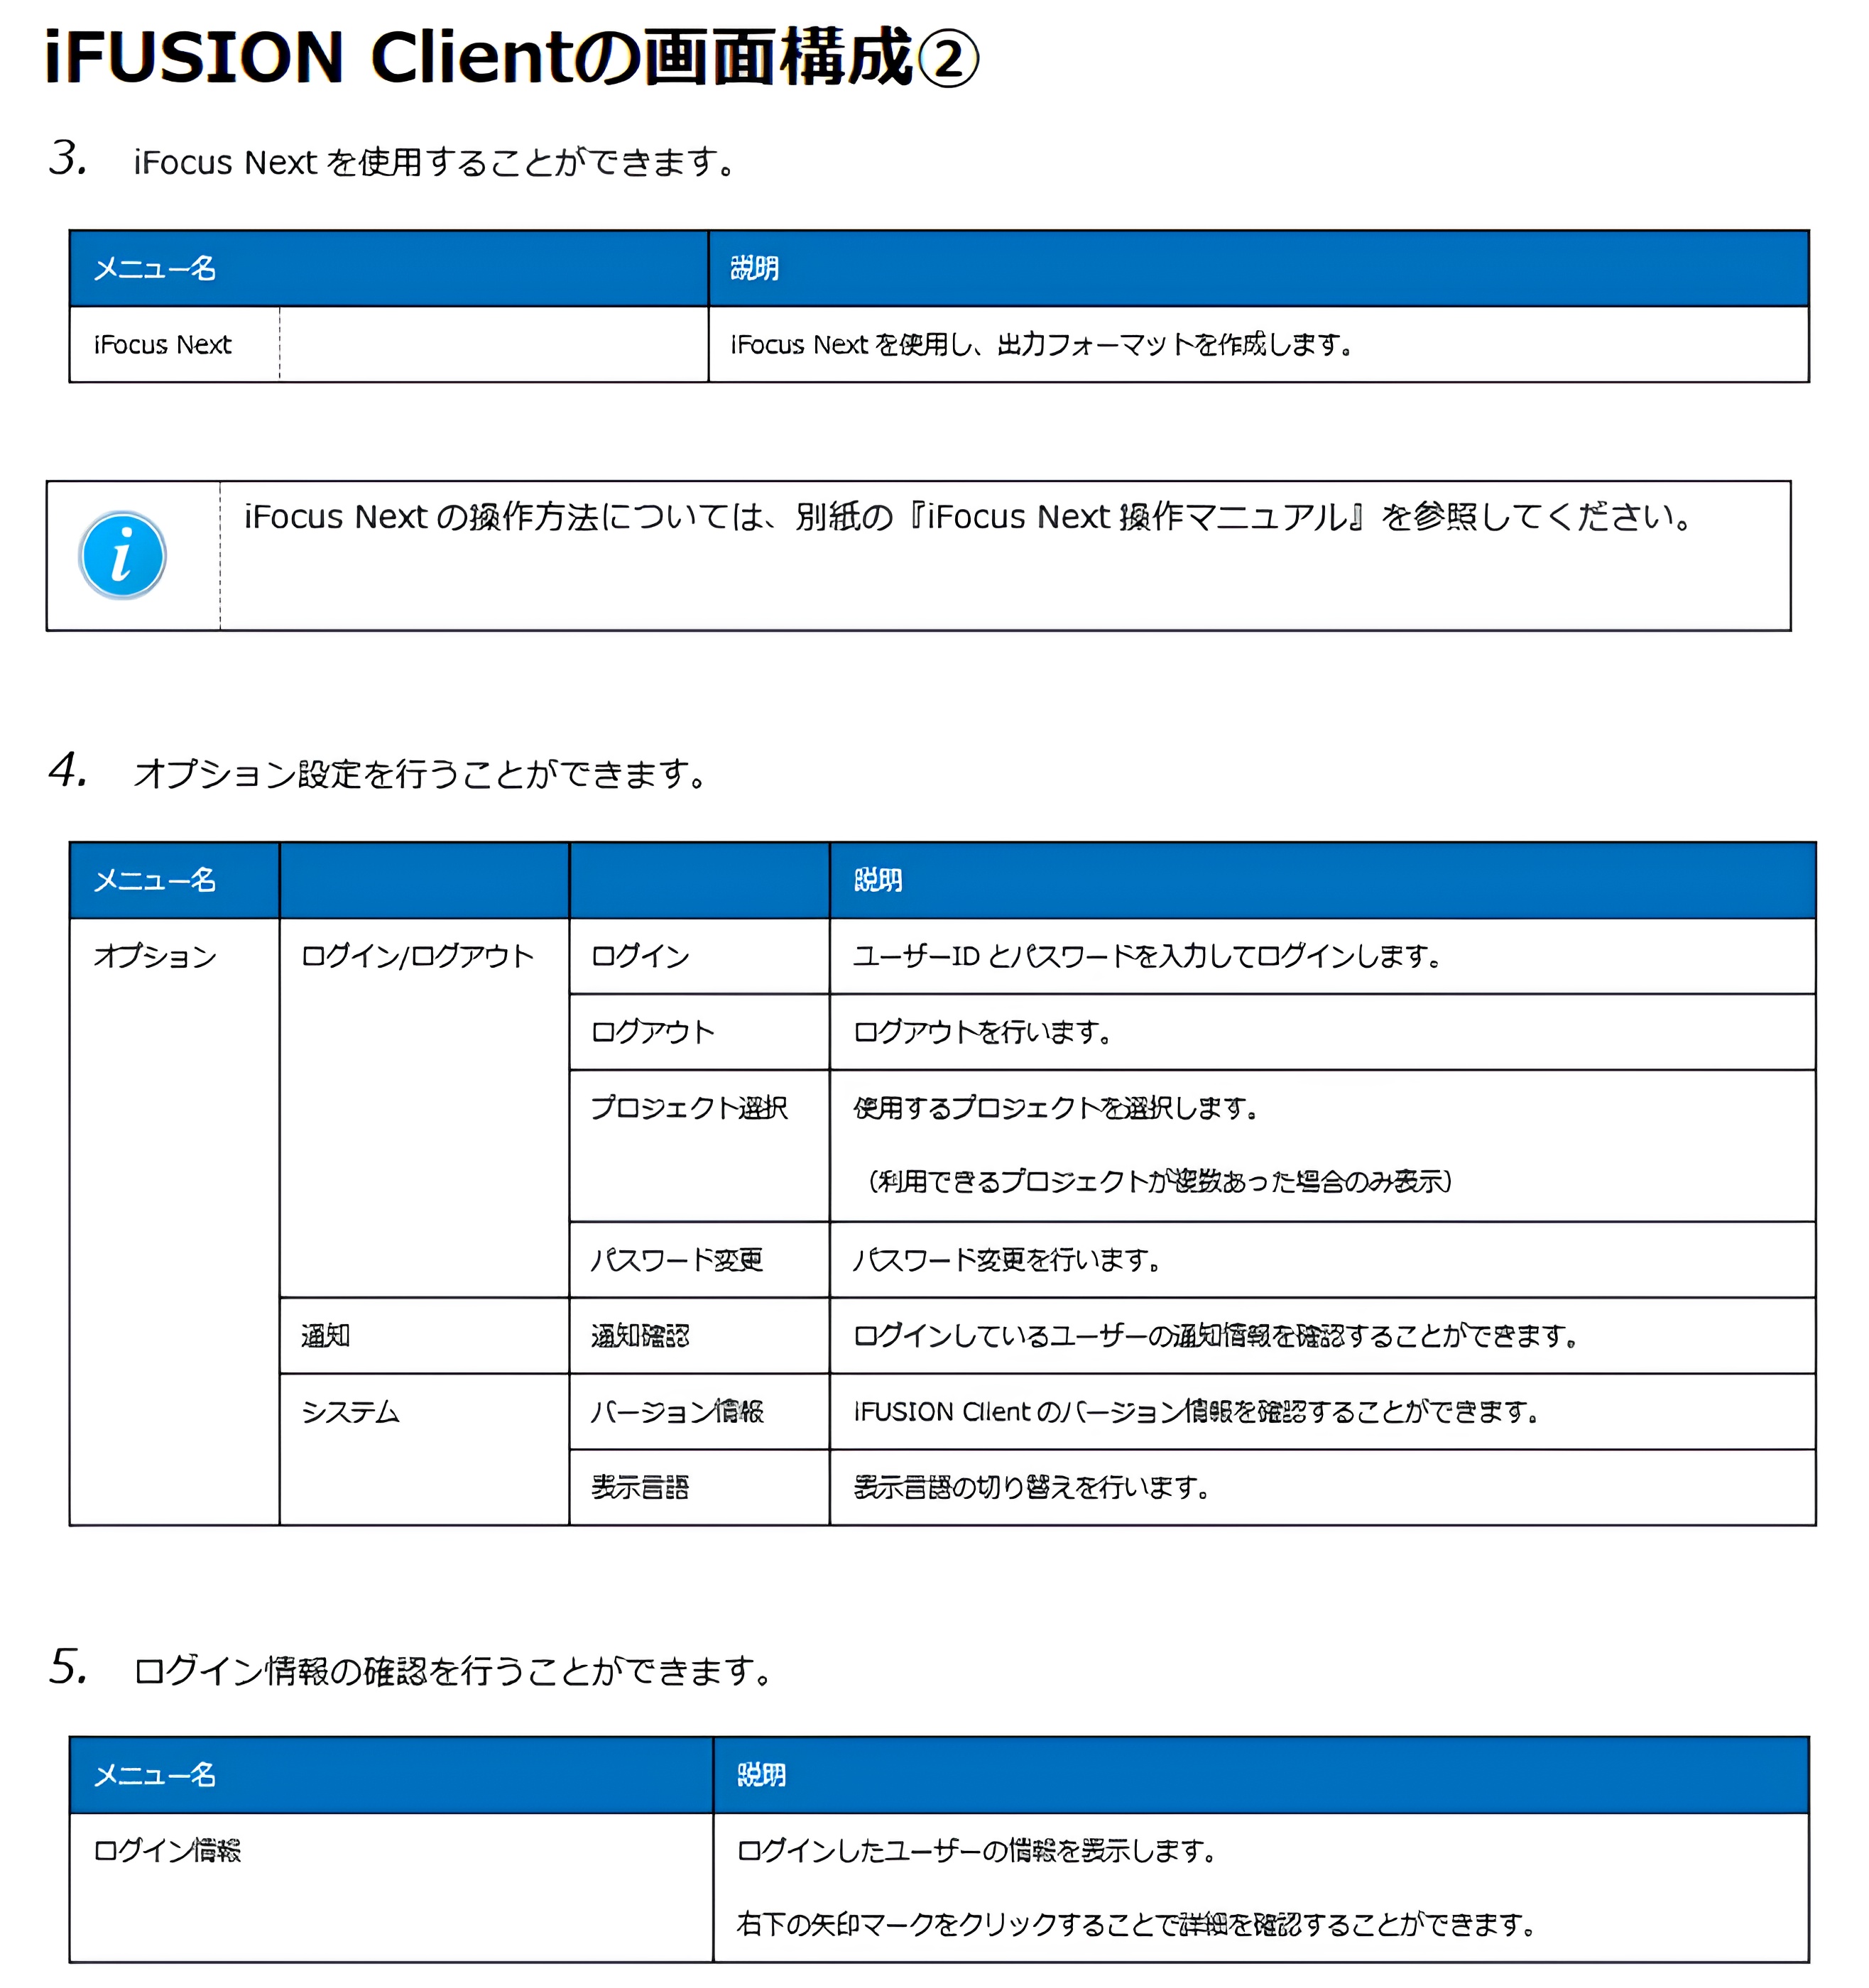 iFUSION Clientの画面構成②
3. iFocus Next を使用することができます。
メニュー名 説明
iFocus Next iFocus Next を使用し、出力フォーマットを作成します。
iFocus Next の操作方法については、別紙の『iFocus Next 操作マニュアル』を参照してください。
4. オプション設定を行うことができます。
メニュー名 説明
オプション ログイン/ログアウト ログイン ユーザーID とパスワードを入力してログインします。
ログアウト ログアウトを行います。
プロジェクト選択 使用するプロジェクトを選択します。
（利用できるプロジェクトが複数あった場合のみ表示）
パスワード変更 パスワード変更を行います。
通知 通知確認 ログインしているユーザーの通知情報を確認することができます。
システム バージョン情報 iFUSION Client のバージョン情報を確認することができます。
表示言語 表示言語の切り替えを行います。
5. ログイン情報の確認を行うことができます。
メニュー名 説明
ログイン情報 ログインしたユーザーの情報を表示します。
右下の矢印マークをクリックすることで詳細を確認することができます。